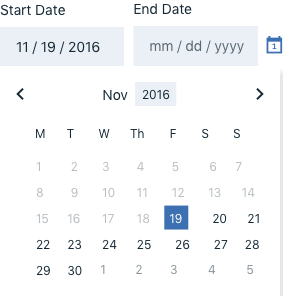 Start Date End Date
11 / 19 / 2016 mm / dd / yyyy 1
Nov 2016
M T W Th F S S
1 2 3 4 5 6 7
8 9 10 11 12 13 14
15 16 17 18 19 20 21
22 23 24 25 26 27 28
29 30 1 2 3 4 5